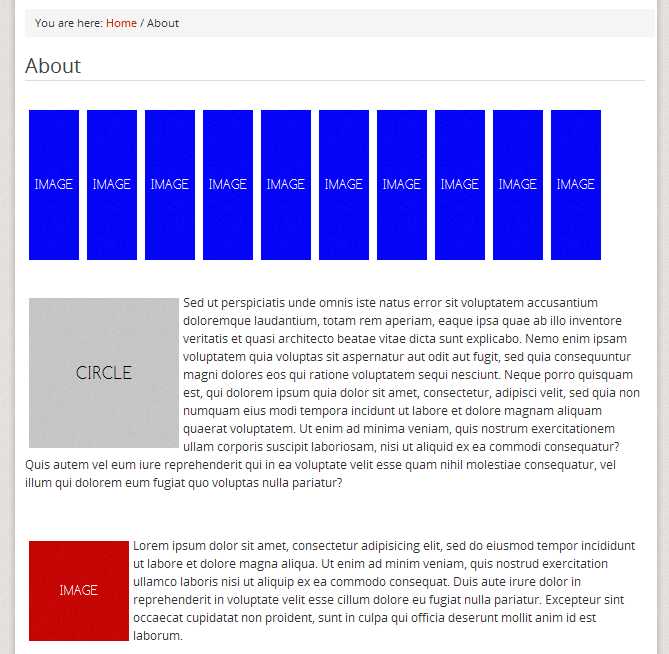 You are here: Home / About
About
IMAGE IMAGE IMAGE IMAGE IMAGE IMAGE IMAGE IMAGE IMAGE IMAGE
CIRCLE
Sed ut perspiciatis unde omnis iste natus error sit voluptatem accusantium
doloremque laudantium, totam rem aperiam, eaque ipsa quae ab illo inventore
veritatis et quasi architecto beatae vitae dicta sunt explicabo. Nemo enim ipsam
voluptatem quia voluptas sit aspernatur aut odit aut fugit, sed quia consequuntur
magni dolores eos qui ratione voluptatem sequi nesciunt. Neque porro quisquam
est, qui dolorem ipsum quia dolor sit amet, consectetur, adipisci velit, sed quia non
numquam eius modi tempora incidunt ut labore et dolore magnam aliquam
quaerat voluptatem. Ut enim ad minima veniam, quis nostrum exercitationem
ullam corporis suscipit laboriosam, nisi ut aliquid ex ea commodi consequatur?
Quis autem vel eum iure reprehenderit qui in ea voluptate velit esse quam nihil molestiae consequatur, vel
illum qui dolorem eum fugiat quo voluptas nulla pariatur?
IMAGE
Lorem ipsum dolor sit amet, consectetur adipisicing elit, sed do eiusmod tempor incididunt
ut labore et dolore magna aliqua. Ut enim ad minim veniam, quis nostrud exercitation
ullamco laboris nisi ut aliquip ex ea commodo consequat. Duis aute irure dolor in
reprehenderit in voluptate velit esse cillum dolore eu fugiat nulla pariatur. Excepteur sint
occaecat cupidatat non proident, sunt in culpa qui officia deserunt mollit anim id est
laborum.